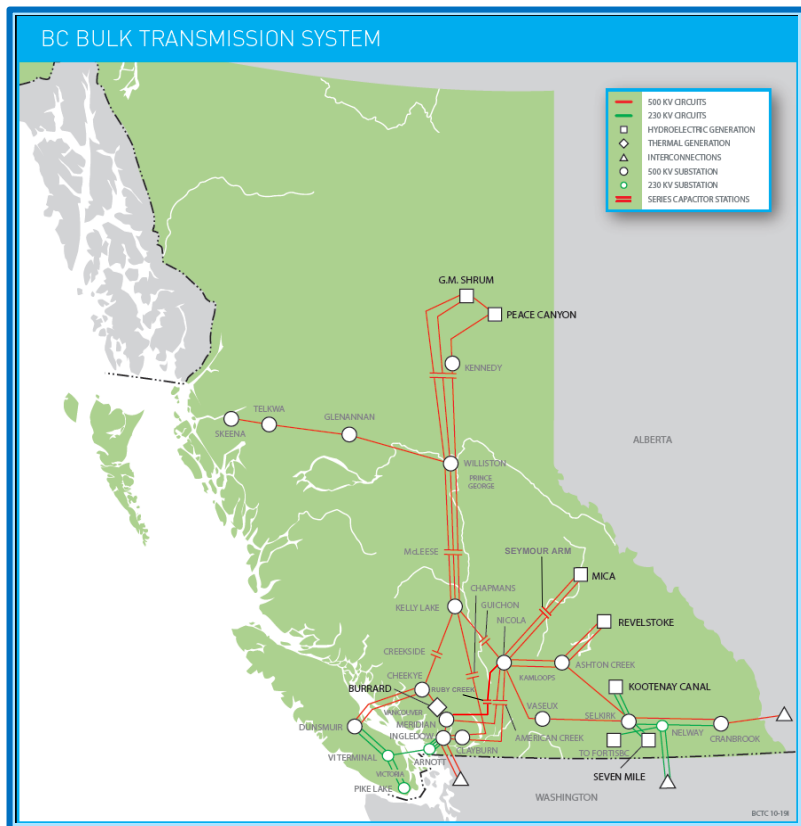 BC BULK TRANSMISSION SYSTEM
500 KV CIRCUITS
230 KV CIRCUITS
HYDROELECTRIC GENERATION
THERMAL GENERATION
INTERCONNECTIONS
500 KV SUBSTATION
230 KV SUBSTATION
SERIES CAPACITOR STATIONS
G.M. SHRUM
PEACE CANYON
KENNEDY
TELKWA
SKEENA
GLENANNAN
ALBERTA
WILLISTON
PRINCE
GEORGE
McLEESE
SEYMOUR ARM
MICA
CHAPMANS
GUICHON
KELLY LAKE
NICOLA
REVELSTOKE
CREEKSIDE
ASHTON CREEK
KAMLOOPS
CHEEKYE
BURRARD
RUBY CREEK
KOOTENAY CANAL
VANCOUVER
VASEUX
MERIDIAN
SELKIRK
DUNSMUIR
INGLEDOW
AMERICAN CREEK
NELWAY
CRANBROOK
CLAYBURN
TO FORTISBC
VI TERMINAL
ARNOTT
VICTORIA
SEVEN MILE
PIKE LAKE
WASHINGTON
BCTC 10-191